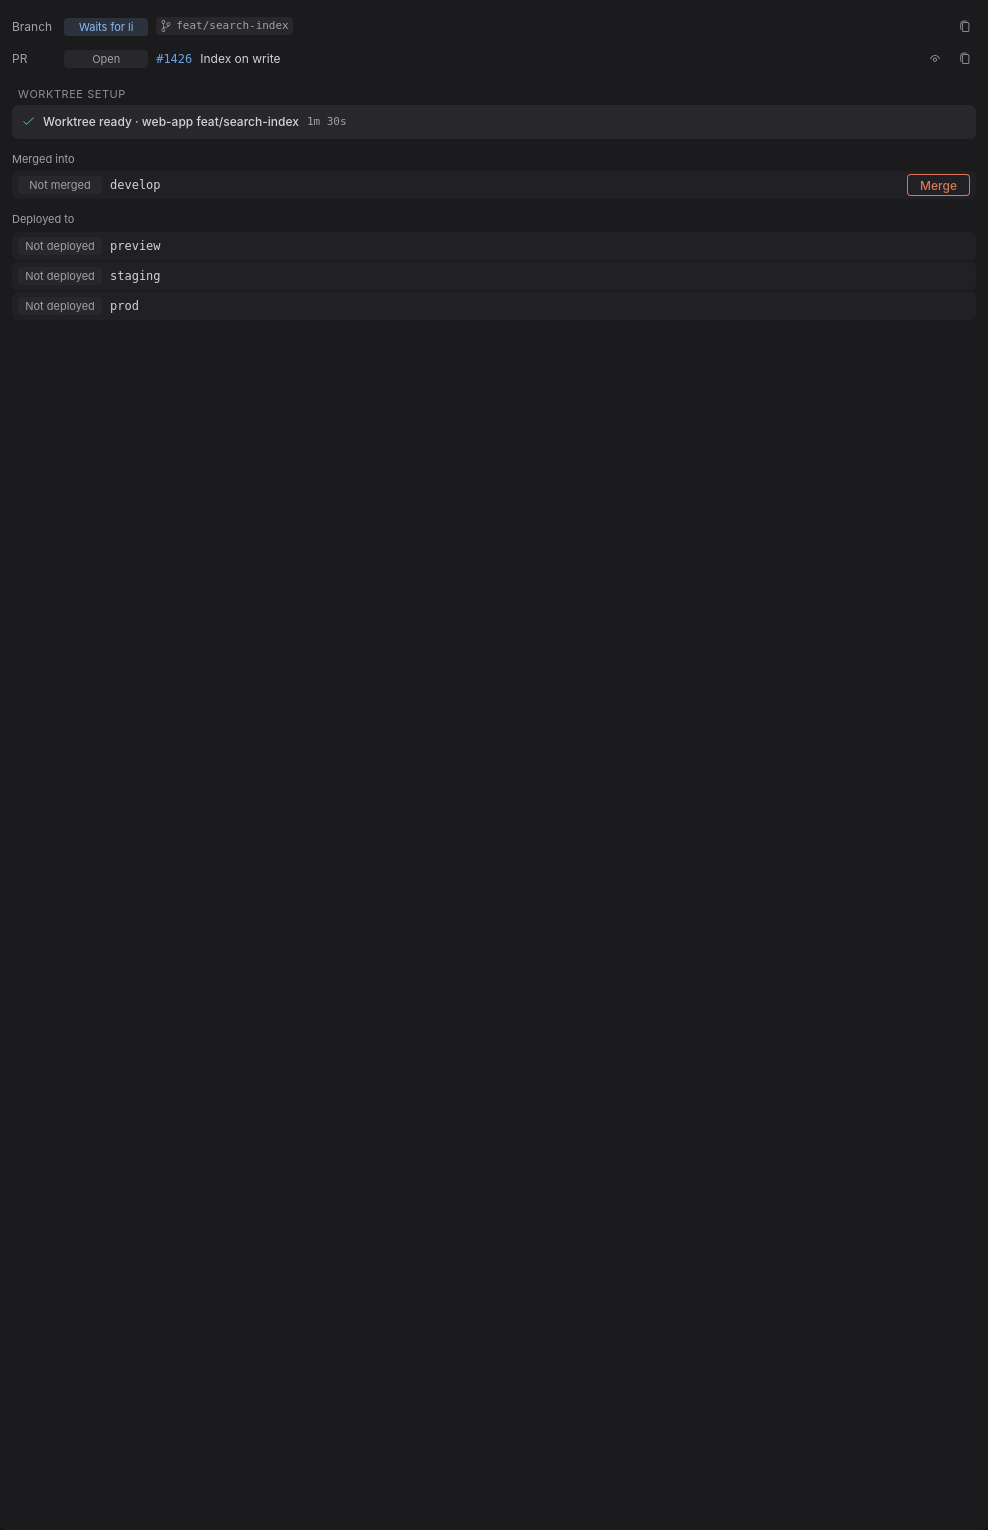 Branch Waits for li feat/search-index
PR Open #1426 Index on write
WORKTREE SETUP
Worktree ready · web-app feat/search-index 1m 30s
Merged into
Not merged develop Merge
Deployed to
Not deployed preview
Not deployed staging
Not deployed prod